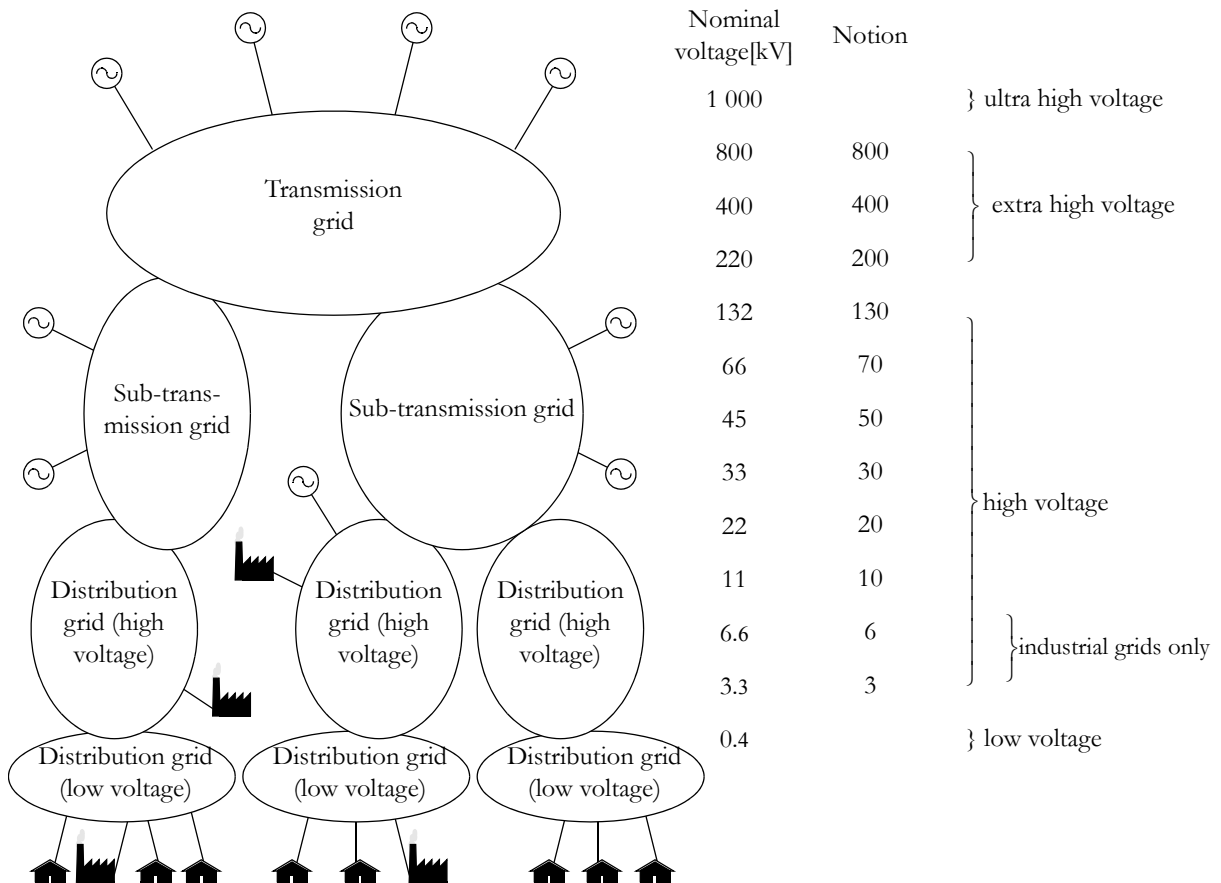 Transmission
grid
Sub-trans-
mission grid
Sub-transmission grid
Distribution
grid (high
voltage)
Distribution
grid (high
voltage)
Distribution
grid (high
voltage)
Distribution grid
(low voltage)
Distribution grid
(low voltage)
Distribution grid
(low voltage)
Nominal
voltage[kV]
Notion
1 000 } ultra high voltage
800 800
400 400 extra high voltage
220 200
132 130
66 70
45 50
33 30
high voltage
22 20
11 10
6.6 6
industrial grids only
3.3 3
0.4 } low voltage